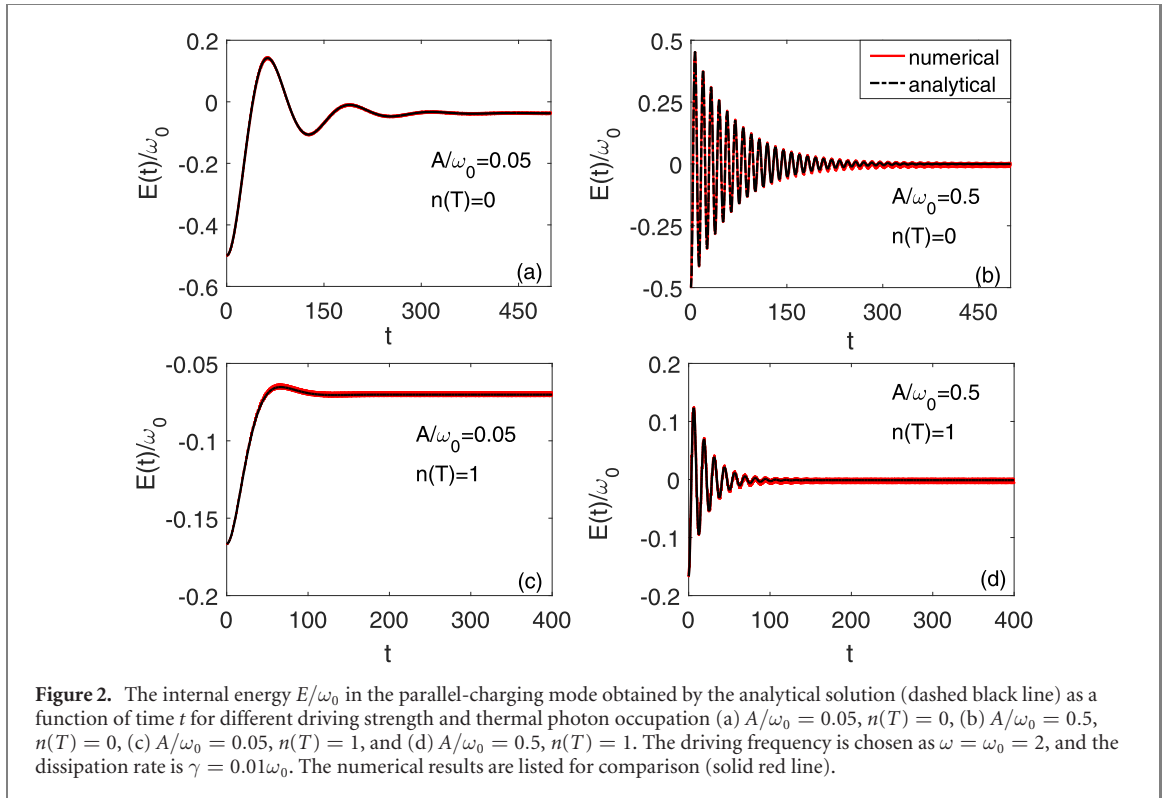 0.2
0
-0.2
-0.4
-0.6
E(t)/ω0
A/ω0=0.05
n(T)=0
(a)
0 150 300 450
t
0.5
0.25
0
-0.25
-0.5
E(t)/ω0
numerical
analytical
A/ω0=0.5
n(T)=0
(b)
0 150 300 450
t
-0.05
-0.1
-0.15
-0.2
E(t)/ω0
A/ω0=0.05
n(T)=1
(c)
0 100 200 300 400
t
0.2
0.1
0
-0.1
-0.2
E(t)/ω0
A/ω0=0.5
n(T)=1
(d)
0 100 200 300 400
t
Figure 2. The internal energy E/ω0 in the parallel-charging mode obtained by the analytical solution (dashed black line) as a
function of time t for different driving strength and thermal photon occupation (a) A/ω0 = 0.05, n(T) = 0, (b) A/ω0 = 0.5,
n(T) = 0, (c) A/ω0 = 0.05, n(T) = 1, and (d) A/ω0 = 0.5, n(T) = 1. The driving frequency is chosen as ω = ω0 = 2, and the
dissipation rate is γ = 0.01ω0. The numerical results are listed for comparison (solid red line).